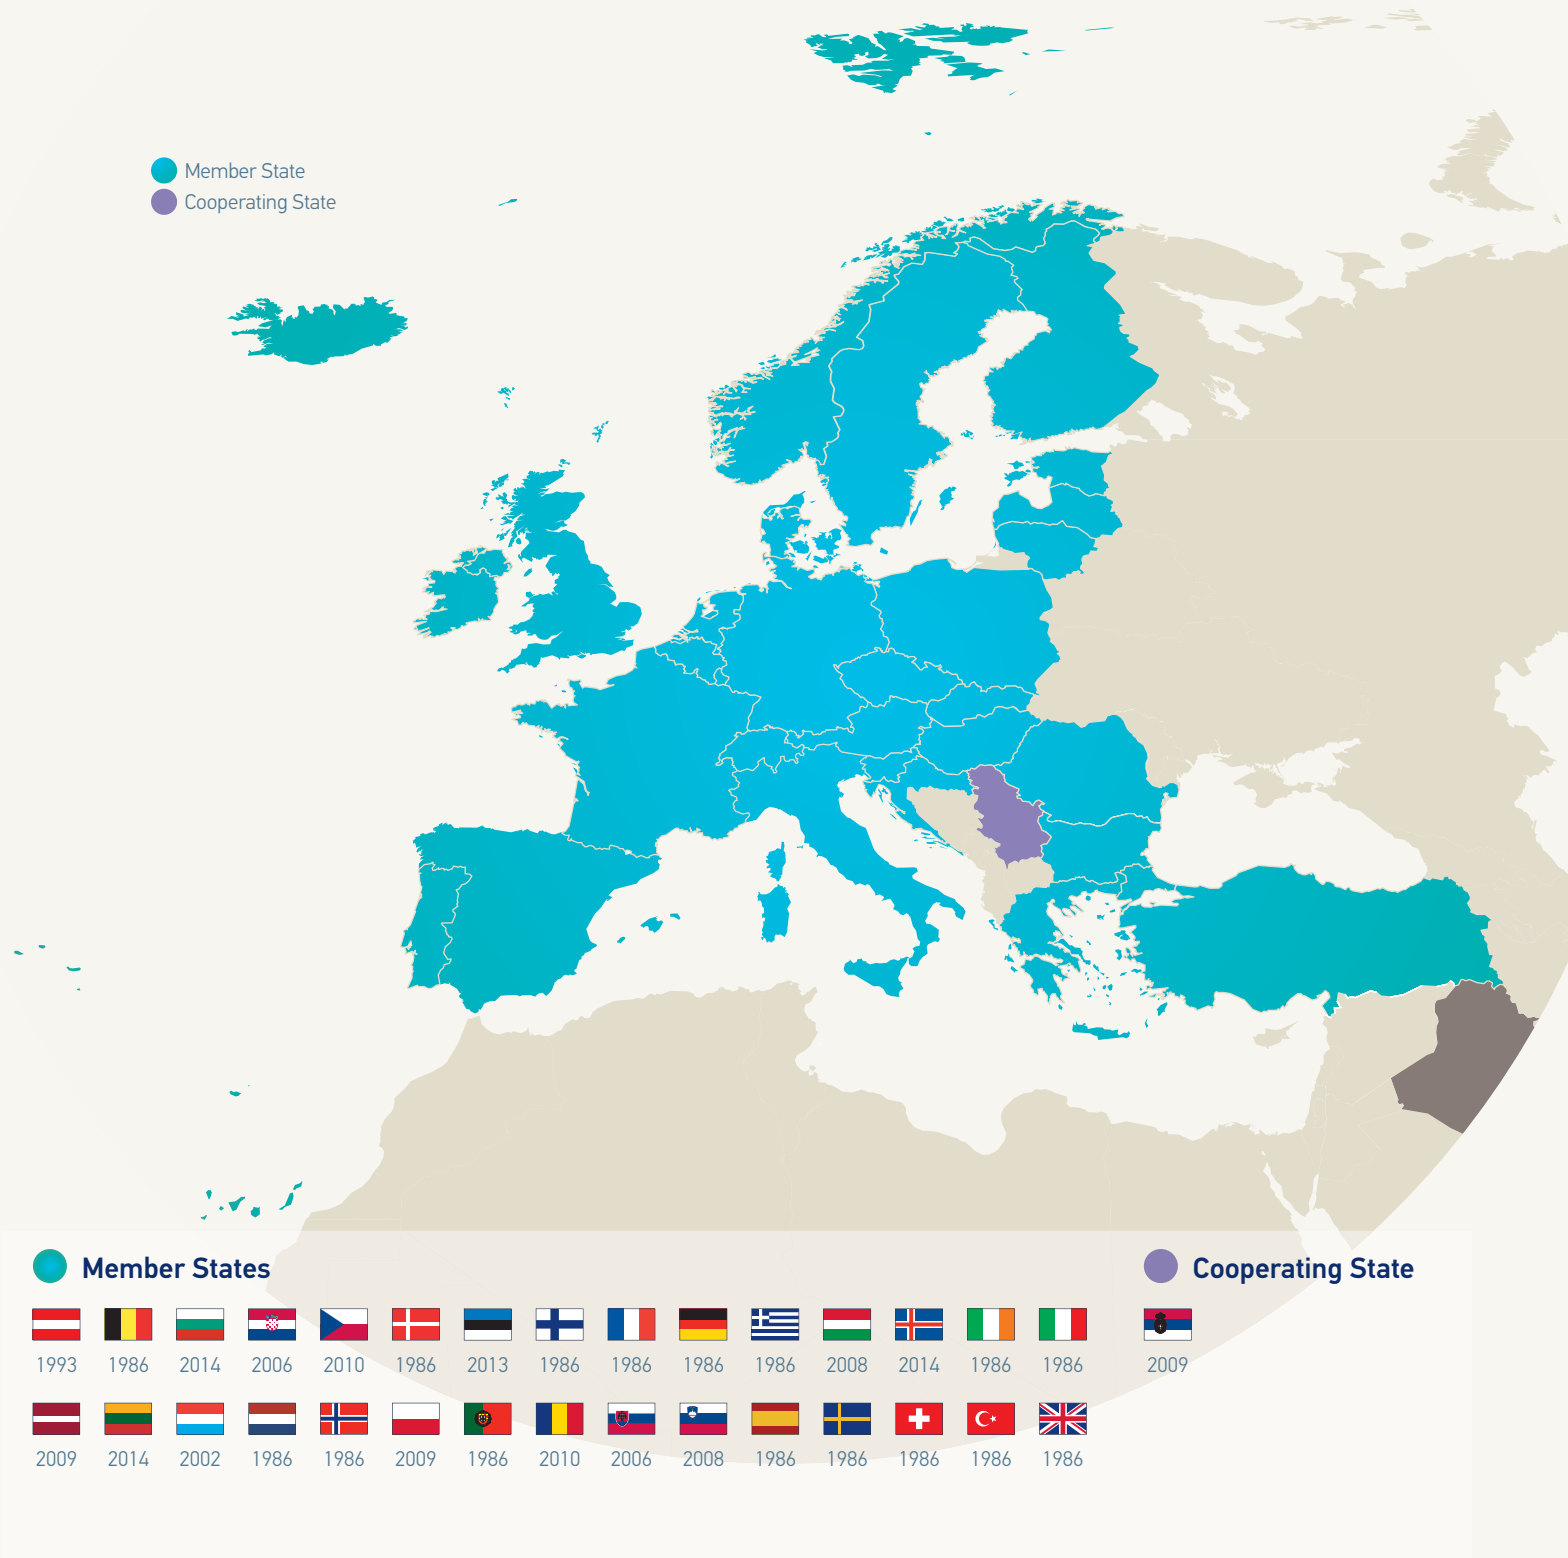 Member State
Cooperating State
Member States
Cooperating State
1993 1986 2014 2006 2010 1986 2013 1986 1986 1986 1986 2008 2014 1986 1986 2009
2009 2014 2002 1986 1986 2009 1986 2010 2006 2008 1986 1986 1986 1986 1986